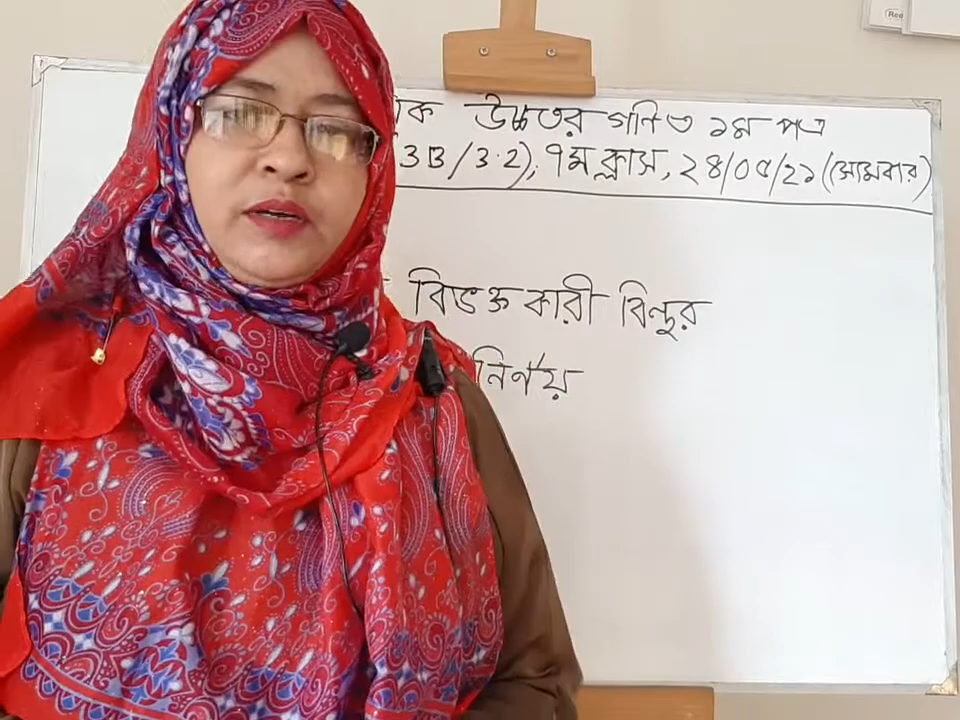 উচ্চতর গণিত ১ম পত্র
3B/3.2), ৭ম ক্লাস, ২৪/০৫/২১(সোমবার)
বিভক্তকারী বিন্দুর
নির্ণয়